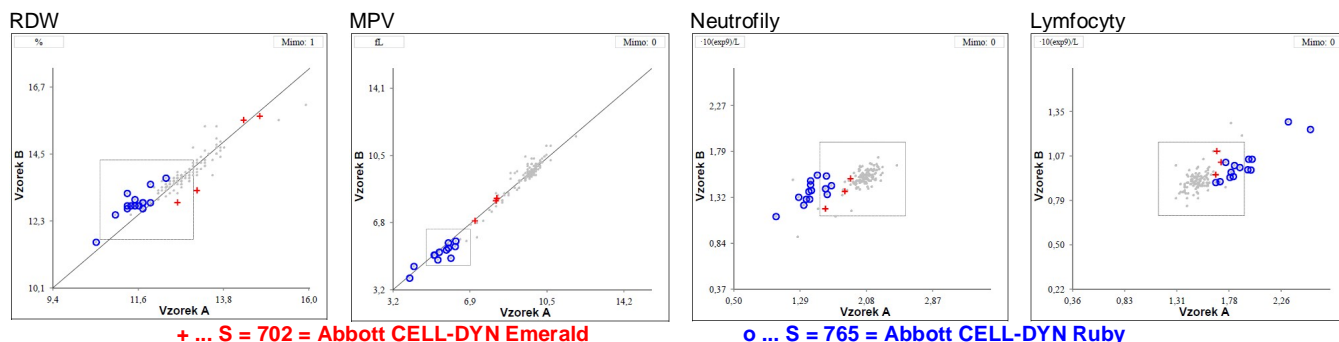 RDW
%
Mimo: 1
Vzorek B
16,7
14,5
12,3
10,1
9,4
11,6
13,8
16,0
Vzorek A
MPV
fL
Mimo: 0
Vzorek B
14,1
10,5
6,8
3,2
3,2
6,9
10,5
14,2
Vzorek A
Neutrofily
·10(exp9)/L
Mimo: 0
Vzorek B
2,27
1,79
1,32
0,84
0,37
0,50
1,29
2,08
2,87
Vzorek A
Lymfocyty
·10(exp9)/L
Mimo: 0
Vzorek B
1,35
1,07
0,79
0,50
0,22
0,36
0,83
1,31
1,78
2,26
Vzorek A
+ ... S = 702 = Abbott CELL-DYN Emerald
o ... S = 765 = Abbott CELL-DYN Ruby